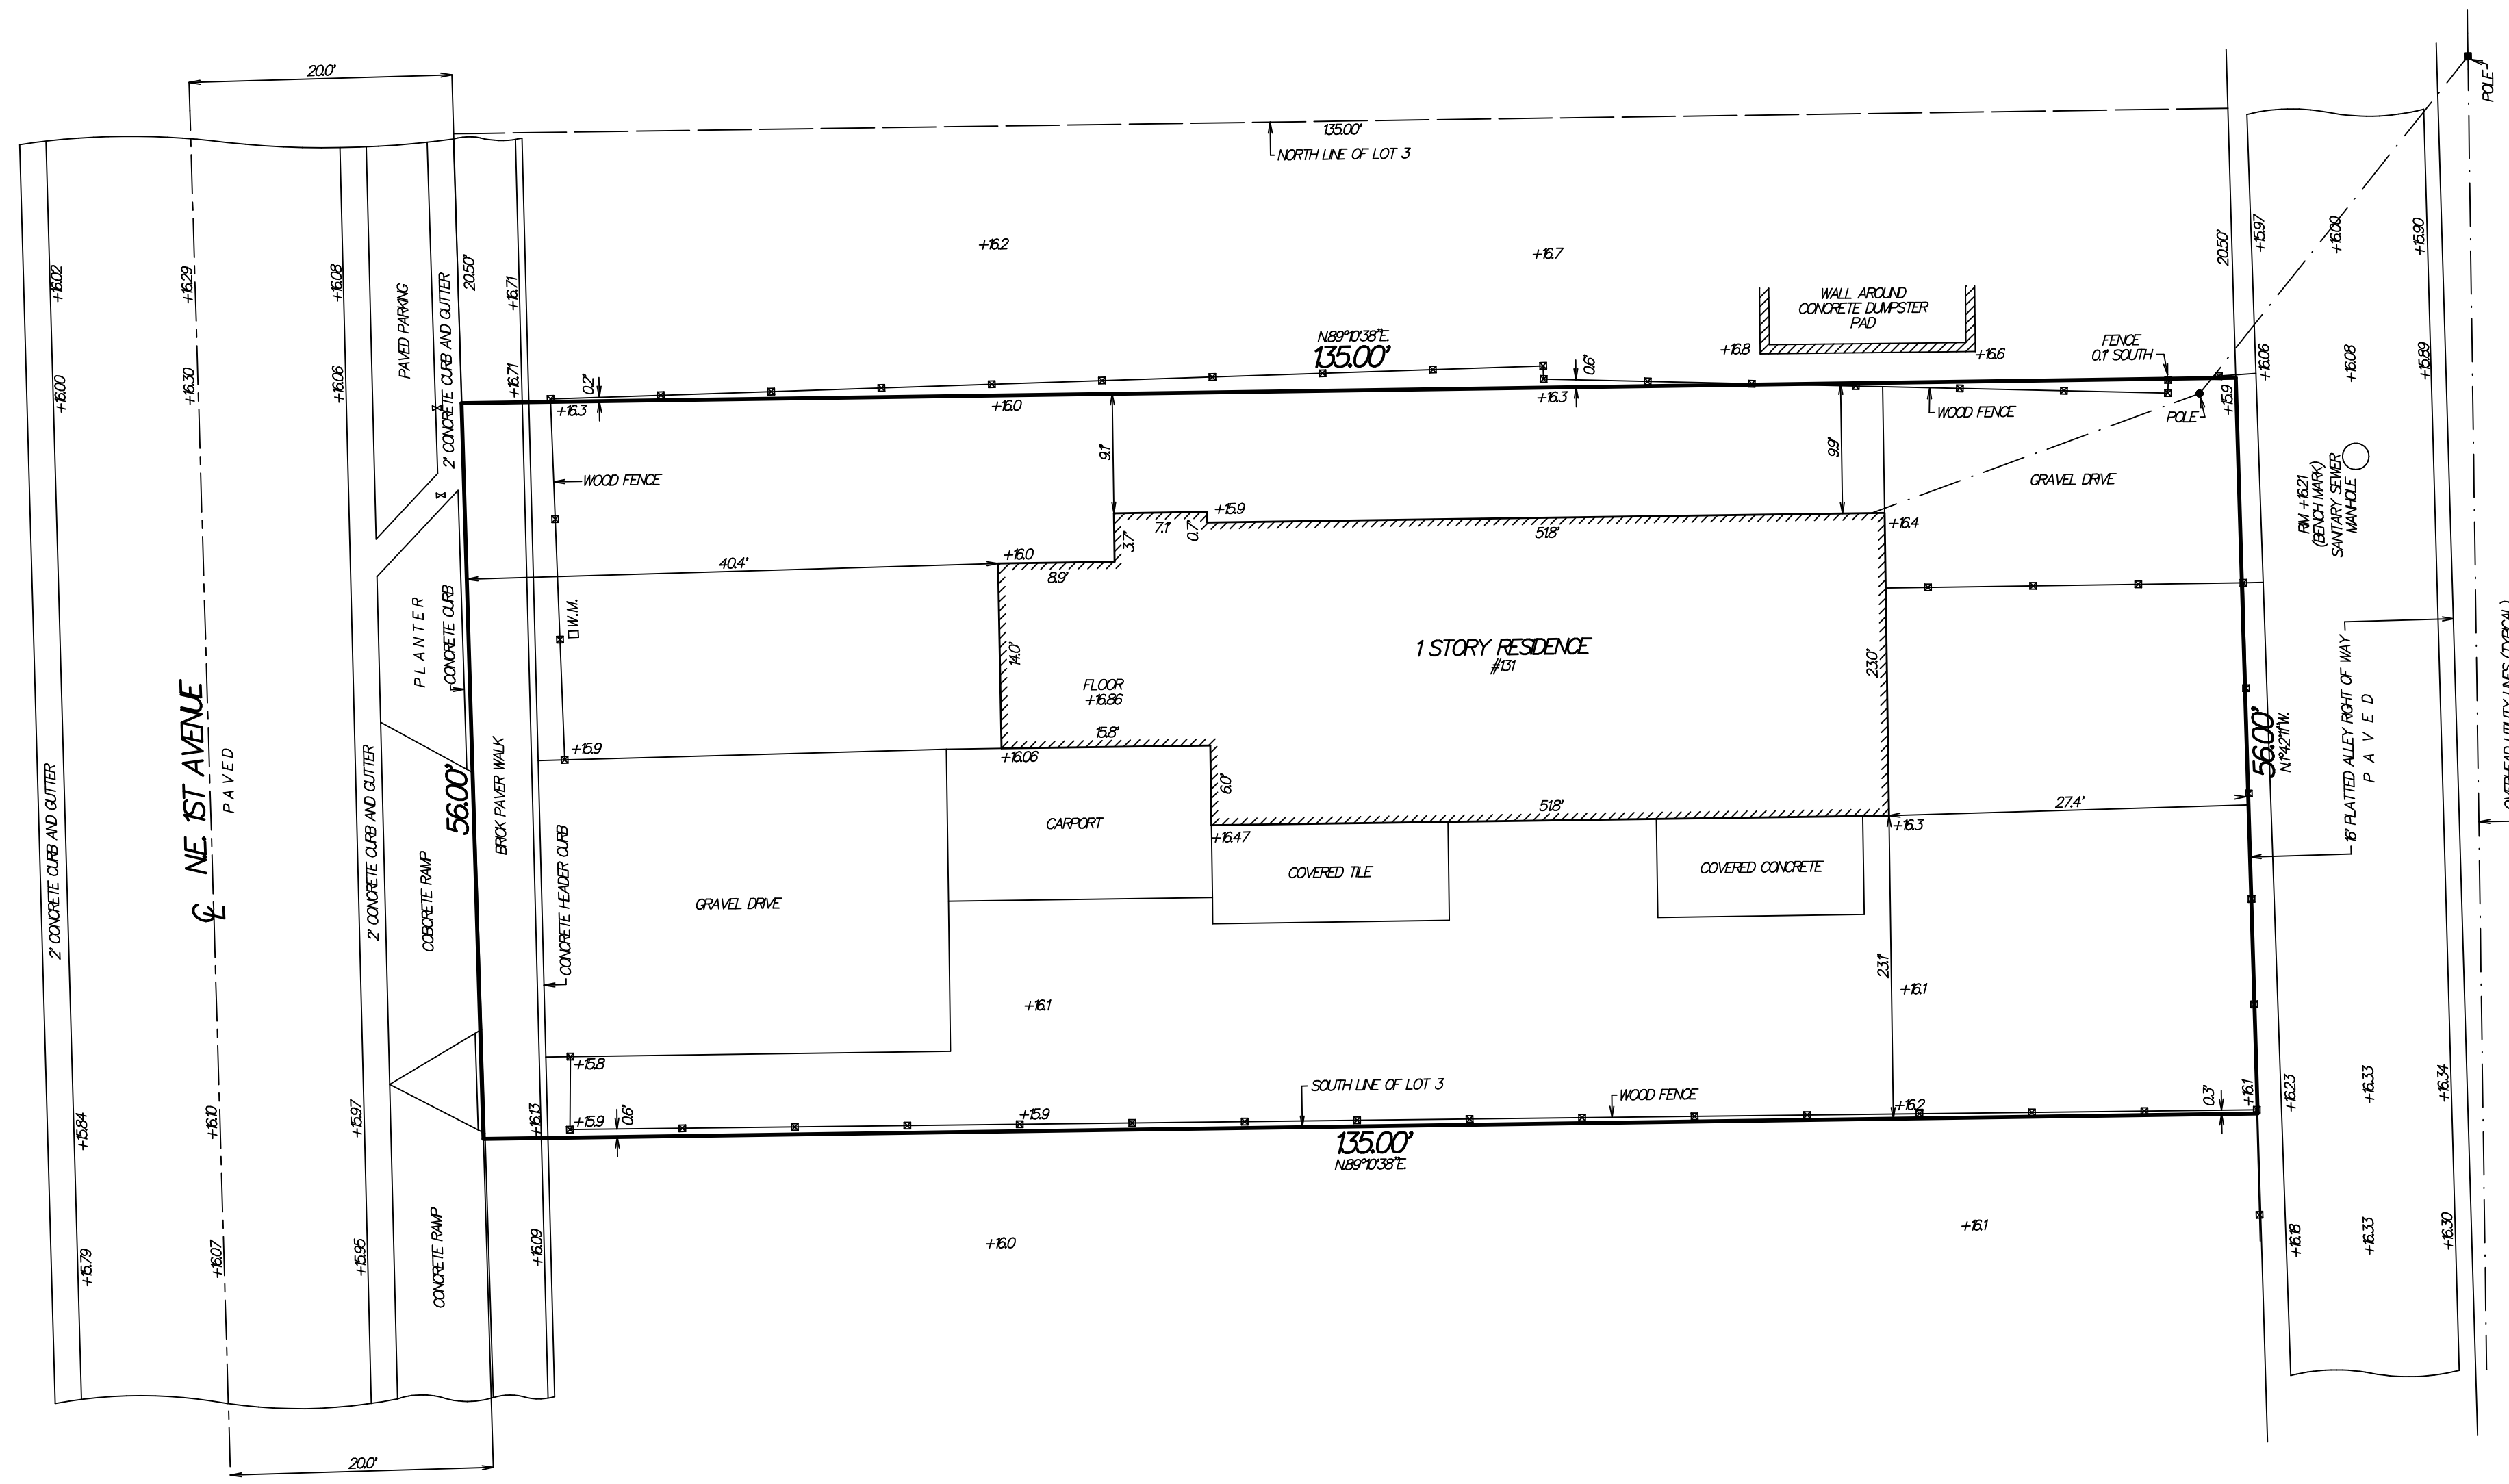 20.0'
POLE
135.00'
NORTH LINE OF LOT 3
+16.2
+16.7
+16.02
+16.29
+16.08
20.50'
+16.71
20.50'
+15.97
+16.00
+15.90
PAVED PARKING
2' CONCRETE CURB AND GUTTER
WALL AROUND
CONCRETE DUMPSTER
PAD
+16.8
+16.6
N.89°10'38"E.
135.00'
FENCE
0.1' SOUTH
+16.00
+16.30
+16.06
+16.71
0.2'
0.6'
+16.06
+16.08
+15.89
+16.3
+16.0
+16.3
WOOD FENCE
POLE
+15.9
9.1'
9.9'
WOOD FENCE
GRAVEL DRIVE
RIM +16.21
(BENCH MARK)
SANITARY SEWER
MANHOLE
+15.9
7.1'
0.7'
3.7'
51.8'
+16.4
40.4'
+16.0
8.9'
PLANTER
CONCRETE CURB
W.M.
14.0'
1 STORY RESIDENCE
#131
23.0'
FLOOR
+16.86
15.8'
+15.9
+16.06
6.0'
NE. 1ST AVENUE
PAVED
56.00'
BRICK PAVER WALK
56.00'
N.1°42'11"W.
16' PLATTED ALLEY RIGHT OF WAY
PAVED
2' CONCRETE CURB AND GUTTER
2' CONCRETE CURB AND GUTTER
COBCRETE RAMP
CONCRETE HEADER CURB
GRAVEL DRIVE
CARPORT
+16.47
51.8'
27.4'
+16.3
COVERED TILE
COVERED CONCRETE
23.1'
+16.1
+16.1
+15.8
SOUTH LINE OF LOT 3
WOOD FENCE
+15.84
+16.10
+15.97
+16.13
+15.9
0.6'
+15.9
+16.2
0.3'
+16.1
+16.23
+16.33
+16.34
135.00'
N.89°10'38"E.
+15.79
+16.07
+15.95
CONCRETE RAMP
+16.09
+16.0
+16.1
+16.18
+16.33
+16.30
20.0'